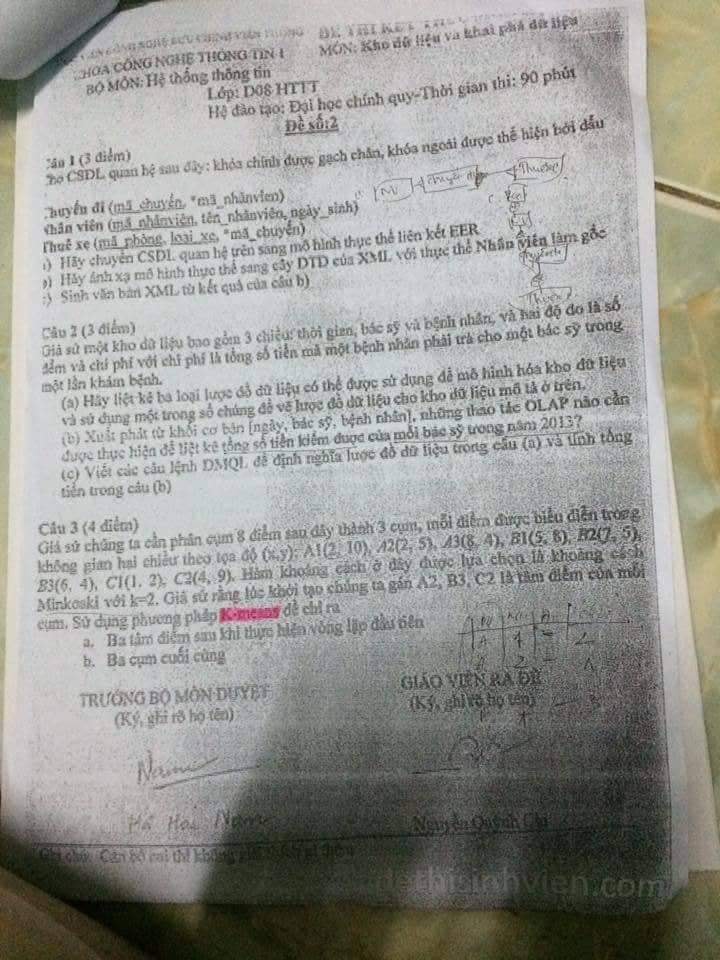 CÔNG NGHỆ BƯU CHÍNH VIỄN THÔNG
KHOA CÔNG NGHỆ THÔNG TIN 1
BỘ MÔN: Hệ thống thông tin
ĐỀ THI KẾT
MÔN: Kho dữ liệu và khai phá dữ liệu
Lớp: D08 HTTT
Hệ đào tạo: Đại học chính quy-Thời gian thi: 90 phút
Đề số:2
Câu 1 (3 điểm)
Cho CSDL quan hệ sau đây: khóa chính được gạch chân, khóa ngoài được thể hiện bởi dấu
Chuyến đi (mã_chuyến, *mã_nhânviên)
Nhân viên (mã_nhânviên, tên_nhânviên, ngày_sinh)
Thuê xe (mã_phòng, loại_xe, *mã_chuyến)
) Hãy chuyển CSDL quan hệ trên sang mô hình thực thể liên kết EER
) Hãy ánh xạ mô hình thực thể sang cây DTD của XML với thực thể Nhân viên làm gốc
) Sinh văn bản XML từ kết quả của câu b)
Câu 2 (3 điểm)
Giả sử một kho dữ liệu bao gồm 3 chiều: thời gian, bác sỹ và bệnh nhân, và hai độ đo là số
đếm và chi phí với chi phí là tổng số tiền mà một bệnh nhân phải trả cho một bác sỹ trong
một lần khám bệnh.
(a) Hãy liệt kê ba loại lược đồ dữ liệu có thể được sử dụng để mô hình hóa kho dữ liệu
và sử dụng một trong số chúng để vẽ lược đồ dữ liệu cho kho dữ liệu mô tả ở trên.
(b) Xuất phát từ khối cơ bản [ngày, bác sỹ, bệnh nhân], những thao tác OLAP nào cần
được thực hiện để liệt kê tổng số tiền kiếm được của mỗi bác sỹ trong năm 2013?
(c) Viết các câu lệnh DMQL để định nghĩa lược đồ dữ liệu trong câu (a) và tính tổng
tiền trong câu (b)
Câu 3 (4 điểm)
Giả sử chúng ta cần phân cụm 8 điểm sau đây thành 3 cụm, mỗi điểm được biểu diễn trong
không gian hai chiều theo tọa độ (x,y): A1(2, 10), A2(2, 5), A3(8, 4), B1(5, 8), B2(7, 5),
B3(6, 4), C1(1, 2), C2(4, 9). Hàm khoảng cách ở đây được lựa chọn là khoảng cách
Minkoski với k=2. Giả sử rằng lúc khởi tạo chúng ta gán A2, B3, C2 là tâm điểm của mỗi
cụm. Sử dụng phương pháp K-means để chỉ ra
a. Ba tâm điểm sau khi thực hiện vòng lặp đầu tiên
b. Ba cụm cuối cùng
TRƯỞNG BỘ MÔN DUYỆT
(Ký, ghi rõ họ tên)
GIÁO VIÊN RA ĐỀ
(Ký, ghi rõ họ tên)
Nam
Hà Hải Nam
Nguyễn Quỳnh Chi
Ghi chú: Cán bộ coi thi không
dethisinhvien.com